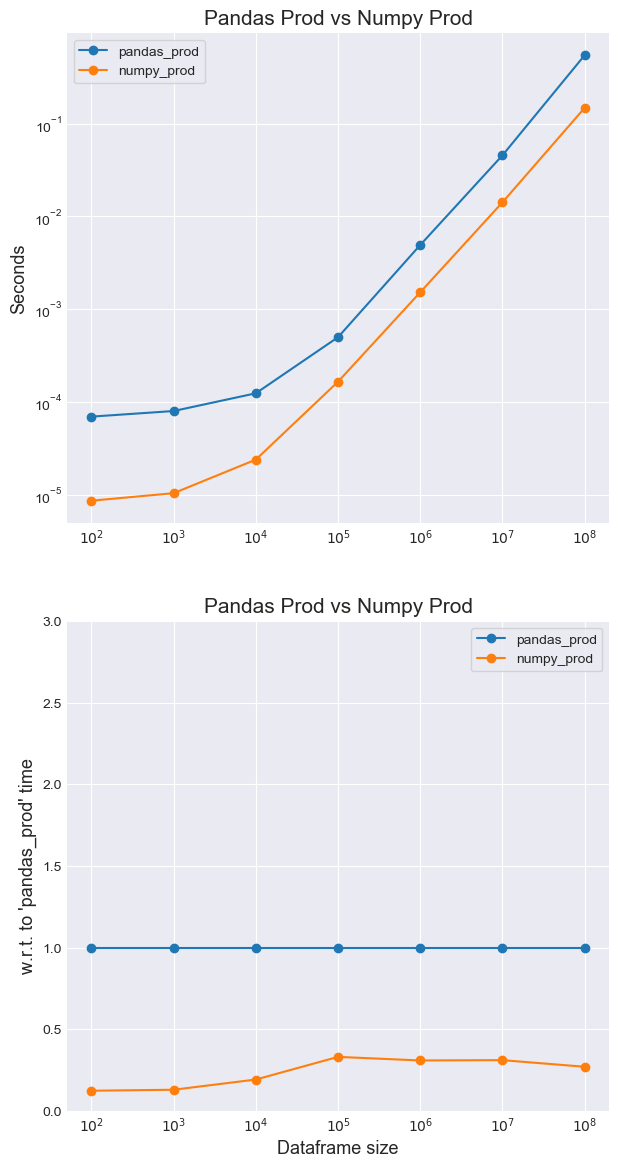 Pandas Prod vs Numpy Prod
pandas_prod
numpy_prod
Seconds
10⁻¹
10⁻²
10⁻³
10⁻⁴
10⁻⁵
10² 10³ 10⁴ 10⁵ 10⁶ 10⁷ 10⁸
Pandas Prod vs Numpy Prod
pandas_prod
numpy_prod
w.r.t. to 'pandas_prod' time
3.0
2.5
2.0
1.5
1.0
0.5
0.0
10² 10³ 10⁴ 10⁵ 10⁶ 10⁷ 10⁸
Dataframe size